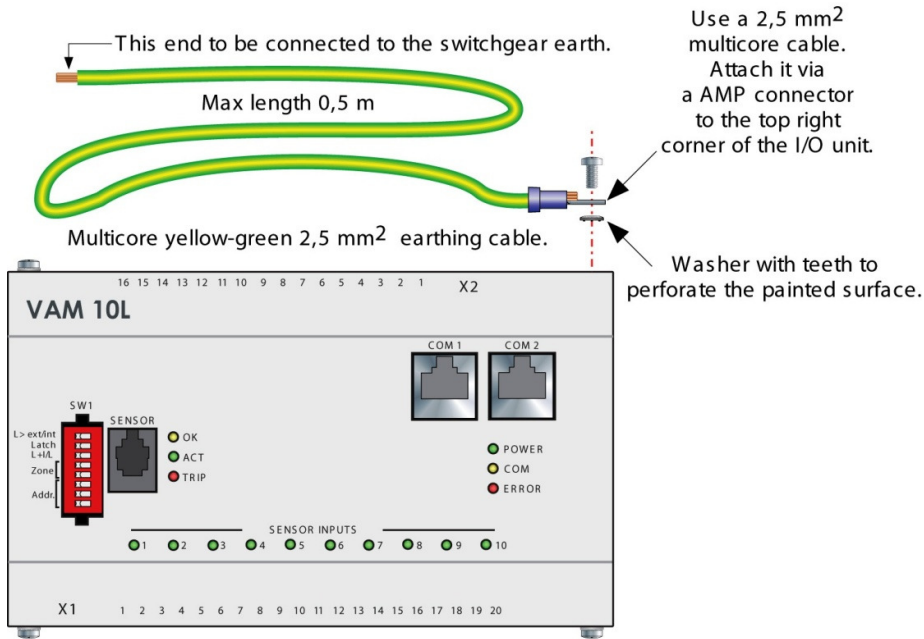 This end to be connected to the switchgear earth.
Use a 2,5 mm²
multicore cable.
Attach it via
a AMP connector
to the top right
corner of the I/O unit.
Max length 0,5 m
Multicore yellow-green 2,5 mm² earthing cable.
Washer with teeth to
perforate the painted surface.
16 15 14 13 12 11 10 9 8 7 6 5 4 3 2 1 X2
VAM 10L
COM 1 COM 2
SW1
SENSOR
L> ext/int
Latch
L+I/L
Zone
Addr.
OK
ACT
TRIP
POWER
COM
ERROR
SENSOR INPUTS
1 2 3 4 5 6 7 8 9 10
X1 1 2 3 4 5 6 7 8 9 10 11 12 13 14 15 16 17 18 19 20